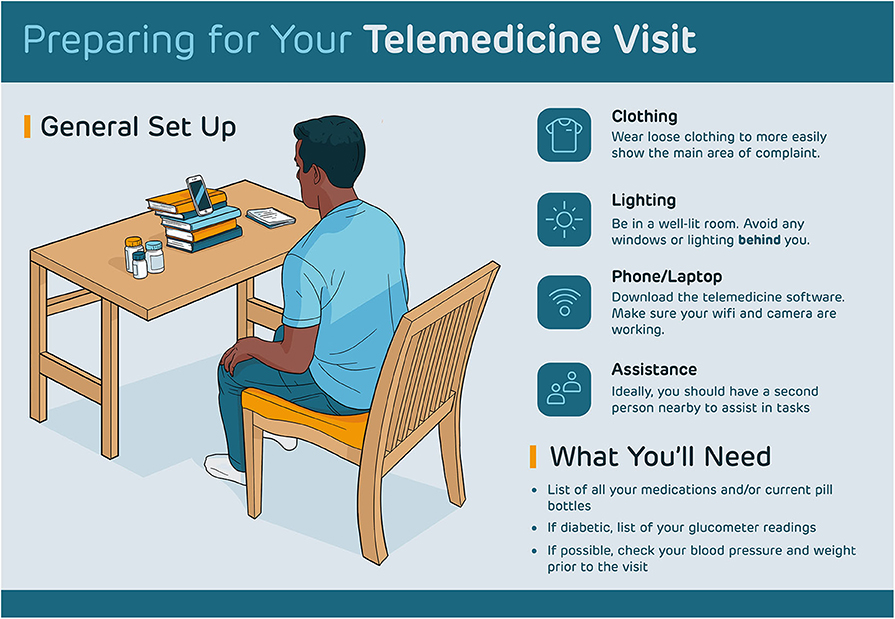 Preparing for Your Telemedicine Visit
General Set Up
Clothing
Wear loose clothing to more easily
show the main area of complaint.
Lighting
Be in a well-lit room. Avoid any
windows or lighting behind you.
Phone/Laptop
Download the telemedicine software.
Make sure your wifi and camera are
working.
Assistance
Ideally, you should have a second
person nearby to assist in tasks
What You'll Need
• List of all your medications and/or current pill
bottles
• If diabetic, list of your glucometer readings
• If possible, check your blood pressure and weight
prior to the visit